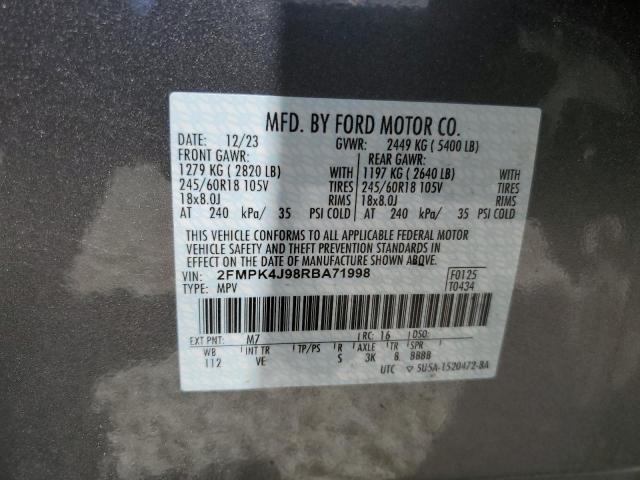 MFD. BY FORD MOTOR CO.
DATE: 12/23 GVWR: 2449 KG ( 5400 LB)
FRONT GAWR: REAR GAWR:
1279 KG ( 2820 LB) WITH 1197 KG ( 2640 LB) WITH
245/60R18 105V TIRES 245/60R18 105V TIRES
18x8.0J RIMS 18x8.0J RIMS
AT 240 kPa/ 35 PSI COLD AT 240 kPa/ 35 PSI COLD
THIS VEHICLE CONFORMS TO ALL APPLICABLE FEDERAL MOTOR
VEHICLE SAFETY AND THEFT PREVENTION STANDARDS IN
EFFECT ON THE DATE OF MANUFACTURE SHOWN ABOVE.
VIN: 2FMPK4J98RBA71998 F0125
TYPE: MPV T0434
EXT PNT: M7 RC: 16 DSO:
WB INT TR TP/PS R AXLE TR SPR
112 VE S 3K 8 BBBB
UTC ▽ 5U5A-1520472-BA